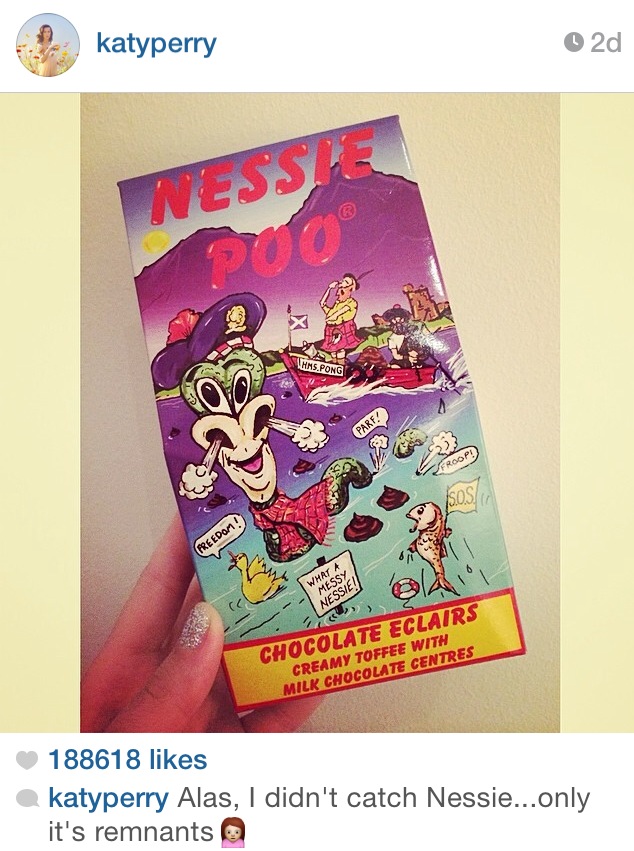 katyperry
2d
NESSIE
POO®
HMS. PONG
PARF!
FROOP!
S.O.S.
FREEDOM!
WHAT A
MESSY
NESSIE!
CHOCOLATE ECLAIRS
CREAMY TOFFEE WITH
MILK CHOCOLATE CENTRES
188618 likes
katyperry Alas, I didn't catch Nessie...only
it's remnants🙍